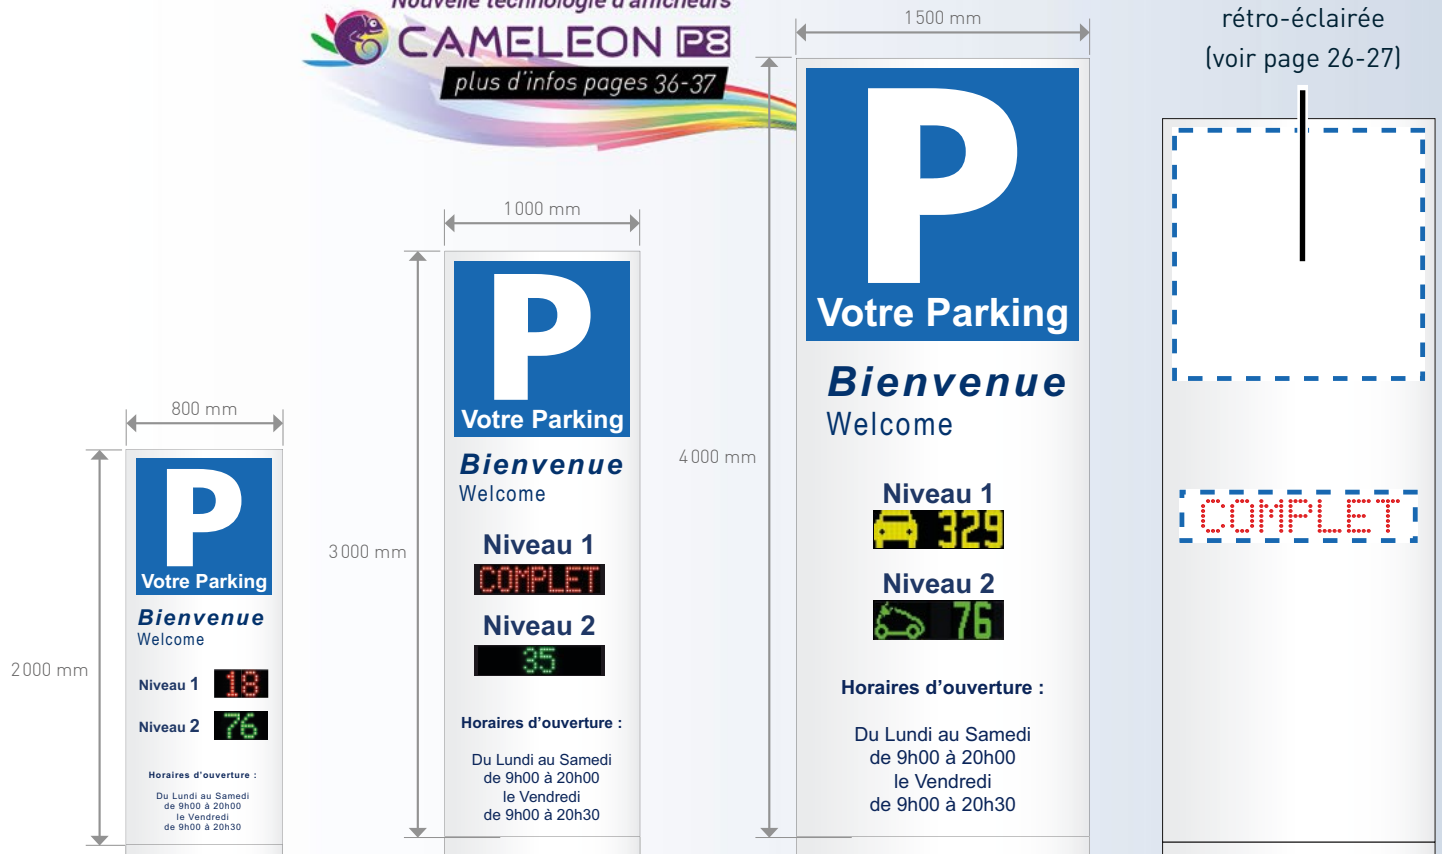 Nouvelle technologie d'afficheurs
CAMELEON P8
plus d'infos pages 36-37
rétro-éclairée
(voir page 26-27)
800 mm
2000 mm
P
Votre Parking
Bienvenue
Welcome
Niveau 1 18
Niveau 2 76
Horaires d'ouverture :
Du Lundi au Samedi
de 9h00 à 20h00
le Vendredi
de 9h00 à 20h30
1000 mm
3000 mm
P
Votre Parking
Bienvenue
Welcome
Niveau 1
COMPLET
Niveau 2
35
Horaires d'ouverture :
Du Lundi au Samedi
de 9h00 à 20h00
le Vendredi
de 9h00 à 20h30
1500 mm
4000 mm
P
Votre Parking
Bienvenue
Welcome
Niveau 1
329
Niveau 2
76
Horaires d'ouverture :
Du Lundi au Samedi
de 9h00 à 20h00
le Vendredi
de 9h00 à 20h30
COMPLET